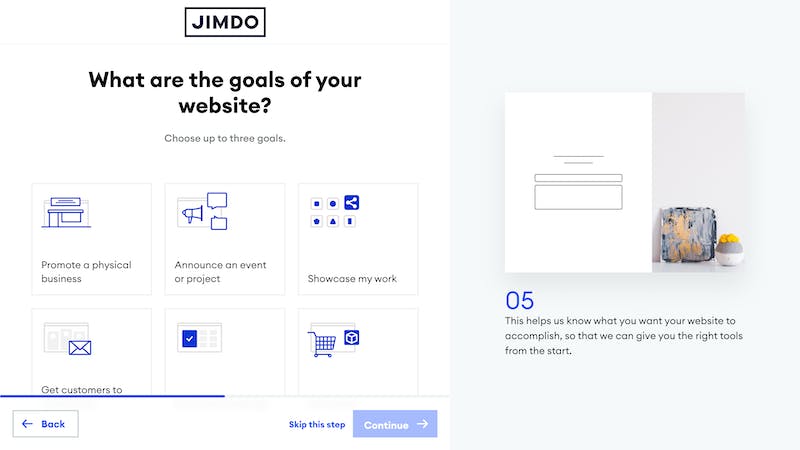 JIMDO
What are the goals of your
website?
Choose up to three goals.
Promote a physical
business
Announce an event
or project
Showcase my work
Get customers to
Back
Skip this step
Continue
05
This helps us know what you want your website to
accomplish, so that we can give you the right tools
from the start.